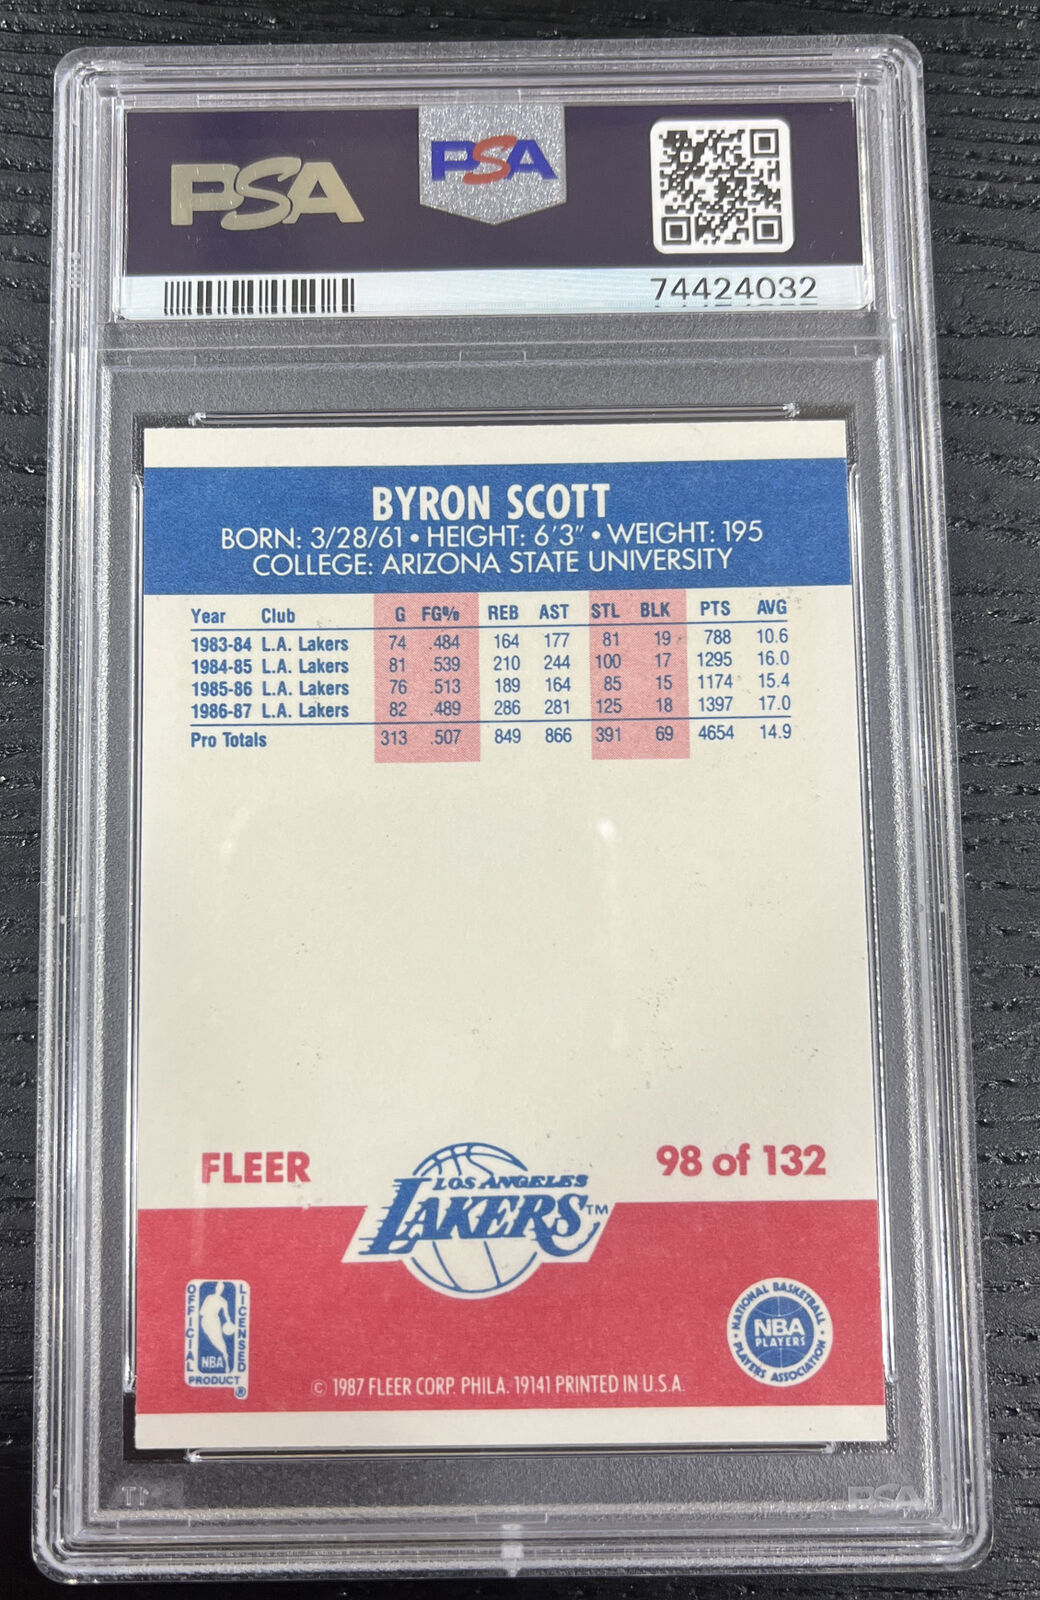 PSA PSA
74424032
BYRON SCOTT
BORN: 3/28/61 • HEIGHT: 6'3" • WEIGHT: 195
COLLEGE: ARIZONA STATE UNIVERSITY
Year Club G FG% REB AST STL BLK PTS AVG
1983-84 L.A. Lakers 74 .484 164 177 81 19 788 10.6
1984-85 L.A. Lakers 81 .539 210 244 100 17 1295 16.0
1985-86 L.A. Lakers 76 .513 189 164 85 15 1174 15.4
1986-87 L.A. Lakers 82 .489 286 281 125 18 1397 17.0
Pro Totals 313 .507 849 866 391 69 4654 14.9
FLEER
98 of 132
LOS ANGELES
LAKERS™
OFFICIAL LICENSED
NBA
PRODUCT ®
NATIONAL BASKETBALL
NBA
PLAYERS
PLAYERS ASSOCIATION
© 1987 FLEER CORP. PHILA. 19141 PRINTED IN U.S.A.
PSA